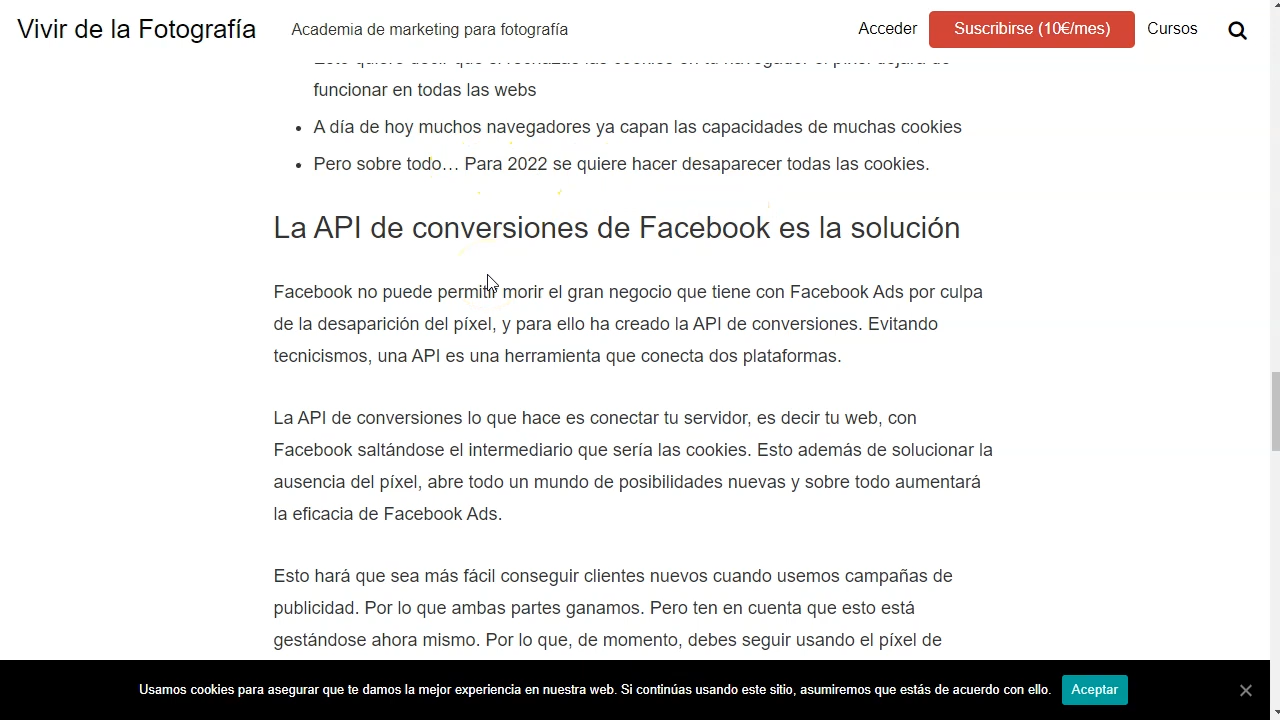 Vivir de la Fotografía
Academia de marketing para fotografía
Acceder
Suscribirse (10€/mes)
Cursos
funcionar en todas las webs
• A día de hoy muchos navegadores ya capan las capacidades de muchas cookies
• Pero sobre todo… Para 2022 se quiere hacer desaparecer todas las cookies.
La API de conversiones de Facebook es la solución
Facebook no puede permitir morir el gran negocio que tiene con Facebook Ads por culpa
de la desaparición del píxel, y para ello ha creado la API de conversiones. Evitando
tecnicismos, una API es una herramienta que conecta dos plataformas.
La API de conversiones lo que hace es conectar tu servidor, es decir tu web, con
Facebook saltándose el intermediario que sería las cookies. Esto además de solucionar la
ausencia del píxel, abre todo un mundo de posibilidades nuevas y sobre todo aumentará
la eficacia de Facebook Ads.
Esto hará que sea más fácil conseguir clientes nuevos cuando usemos campañas de
publicidad. Por lo que ambas partes ganamos. Pero ten en cuenta que esto está
gestándose ahora mismo. Por lo que, de momento, debes seguir usando el píxel de
Usamos cookies para asegurar que te damos la mejor experiencia en nuestra web. Si continúas usando este sitio, asumiremos que estás de acuerdo con ello.
Aceptar